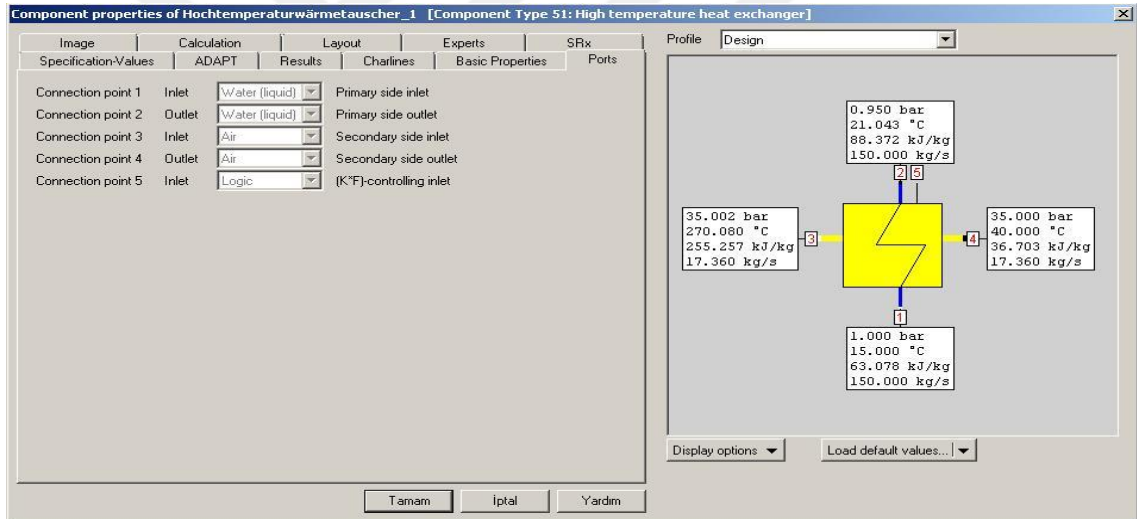 Component properties of Hochtemperaturwärmetauscher_1 [Component Type 51: High temperature heat exchanger]
Image Calculation Layout Experts SRx
Specification-Values ADAPT Results Charlines Basic Properties Ports
Connection point 1 Inlet Water (liquid) Primary side inlet
Connection point 2 Outlet Water (liquid) Primary side outlet
Connection point 3 Inlet Air Secondary side inlet
Connection point 4 Outlet Air Secondary side outlet
Connection point 5 Inlet Logic (K*F)-controlling inlet
Profile Design
0.950 bar
21.043 °C
88.372 kJ/kg
150.000 kg/s
2 5
35.002 bar
270.080 °C
255.257 kJ/kg
17.360 kg/s
3
4
35.000 bar
40.000 °C
36.703 kJ/kg
17.360 kg/s
1
1.000 bar
15.000 °C
63.078 kJ/kg
150.000 kg/s
Display options Load default values...
Tamam İptal Yardım